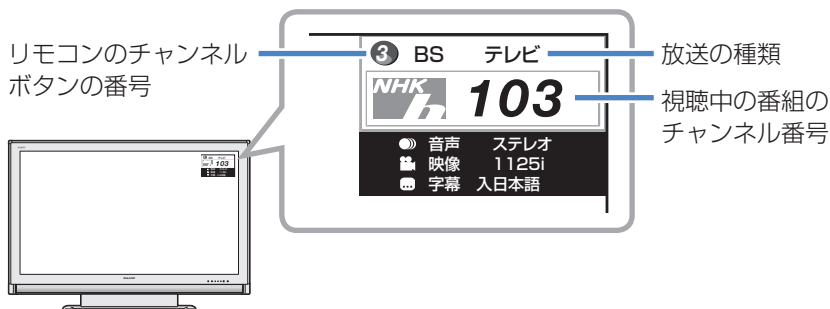 リモコンのチャンネル
ボタンの番号
3 BS テレビ
放送の種類
NHK h 103
視聴中の番組の
チャンネル番号
音声 ステレオ
映像 1125i
字幕 入日本語
103